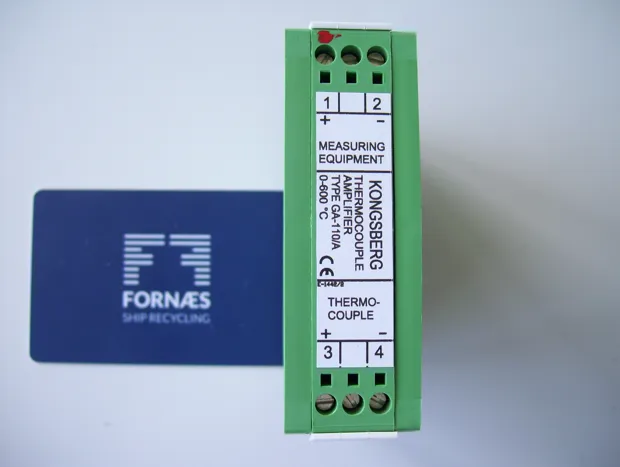 1 2
+ −
MEASURING
EQUIPMENT
KONGSBERG
THERMOCOUPLE
AMPLIFIER
TYPE GA-110/A
0-600 °C
CE
THERMO-
COUPLE
+ −
3 4
FORNÆS
SHIP RECYCLING